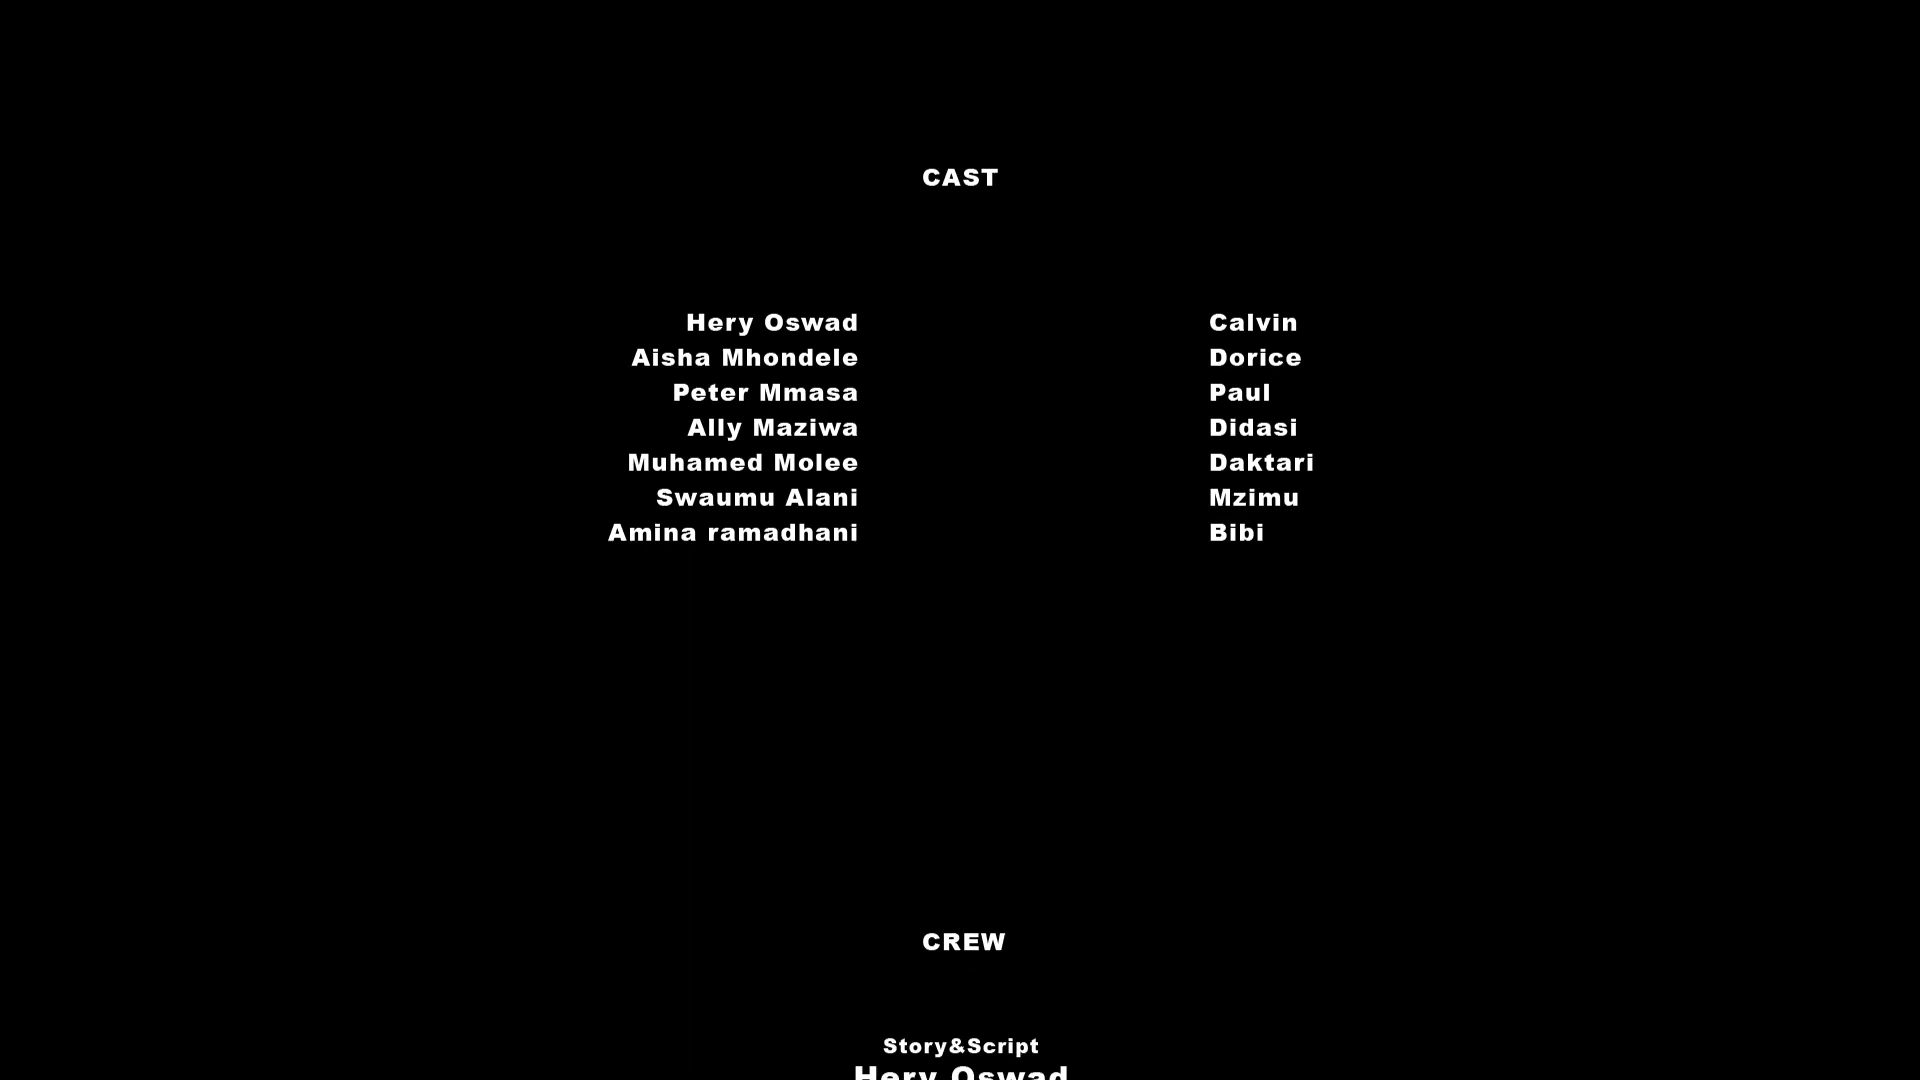 CAST
Hery Oswad Calvin
Aisha Mhondele Dorice
Peter Mmasa Paul
Ally Maziwa Didasi
Muhamed Molee Daktari
Swaumu Alani Mzimu
Amina ramadhani Bibi
CREW
Story&Script
Hery Oswad